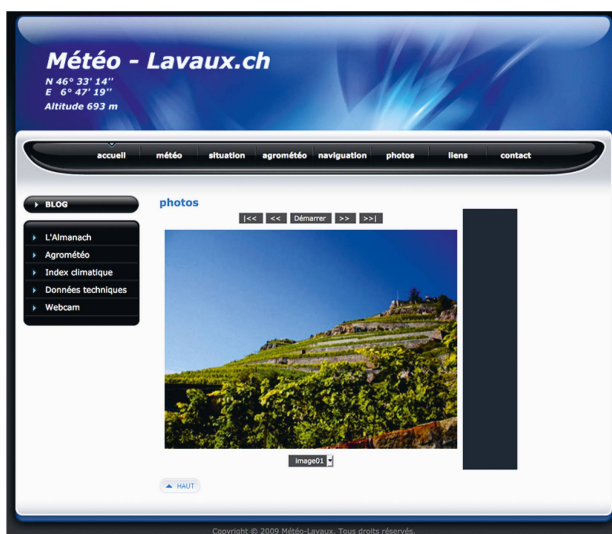 Météo - Lavaux.ch
N 46° 33' 14''
E 6° 47' 19''
Altitude 693 m
accueil météo situation agrométéo naviguation photos liens contact
BLOG
L'Almanach
Agrométéo
Index climatique
Données techniques
Webcam
photos
|<< << Démarrer >> >>|
image01
HAUT
Copyright © 2009 Météo-Lavaux. Tous droits réservés.